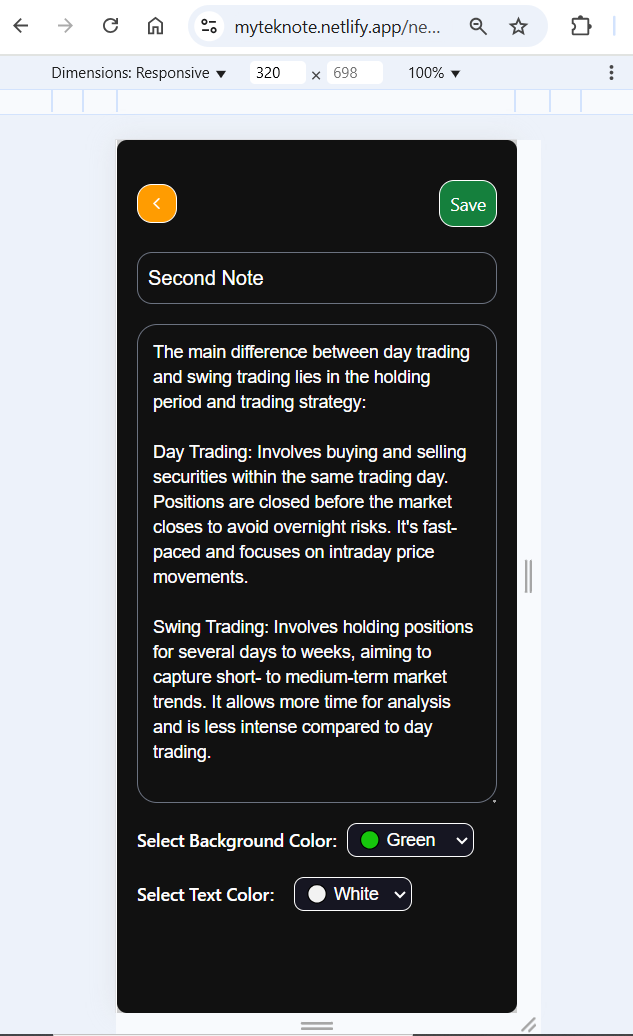 myteknote.netlify.app/ne...
Dimensions: Responsive ▼ 320 × 698 100% ▼
Save
Second Note
The main difference between day trading
and swing trading lies in the holding
period and trading strategy:
Day Trading: Involves buying and selling
securities within the same trading day.
Positions are closed before the market
closes to avoid overnight risks. It's fast-
paced and focuses on intraday price
movements.
Swing Trading: Involves holding positions
for several days to weeks, aiming to
capture short- to medium-term market
trends. It allows more time for analysis
and is less intense compared to day
trading.
Select Background Color: Green
Select Text Color: White